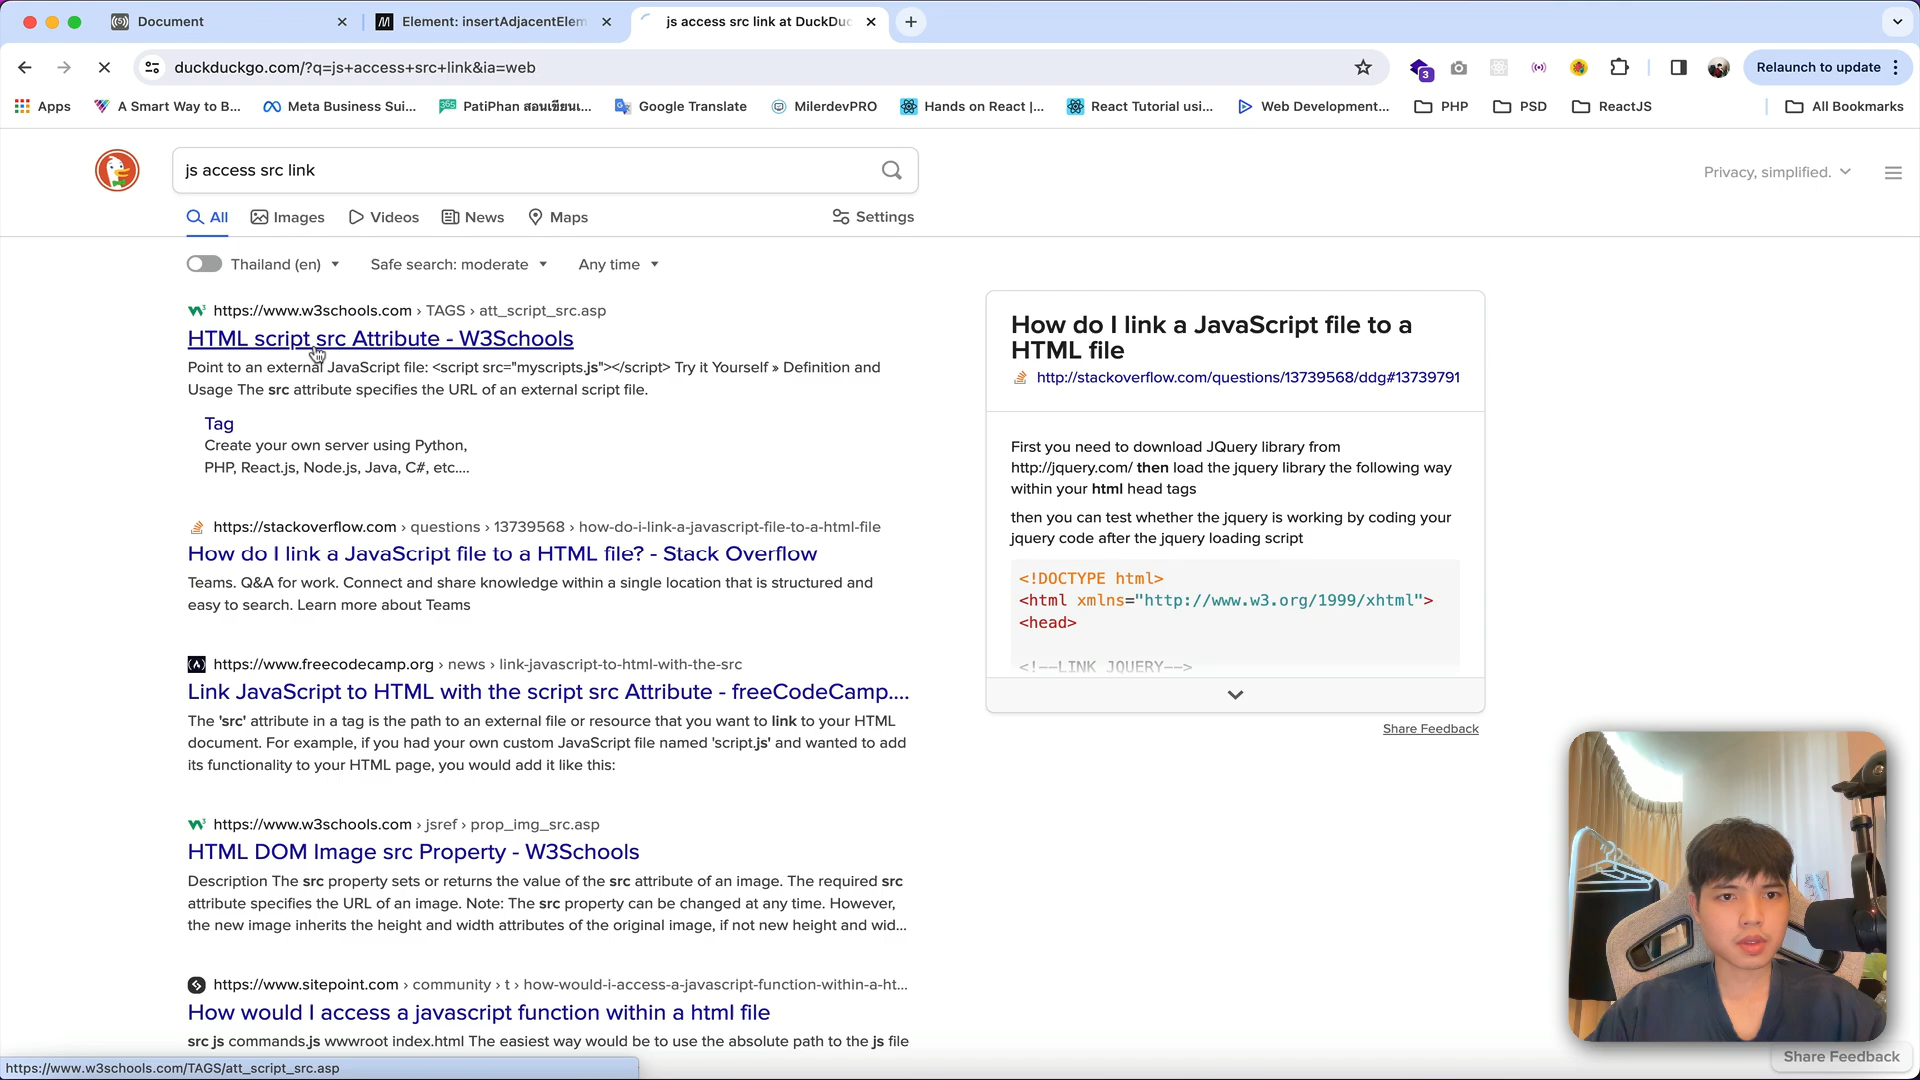 Document
Element: insertAdjacentElem
js access src link at DuckDuc
duckduckgo.com/?q=js+access+src+link&ia=web
3
Relaunch to update
Apps
A Smart Way to B...
Meta Business Sui...
365
PatiPhan สอนเขียนเ...
Google Translate
MilerdevPRO
Hands on React |...
React Tutorial usi...
Web Development...
PHP
PSD
ReactJS
All Bookmarks
js access src link
Privacy, simplified.
All
Images
Videos
News
Maps
Settings
Thailand (en)
Safe search: moderate
Any time
https://www.w3schools.com › TAGS › att_script_src.asp
HTML script src Attribute - W3Schools
Point to an external JavaScript file: <script src="myscripts.js"></script> Try it Yourself » Definition and
Usage The src attribute specifies the URL of an external script file.
Tag
Create your own server using Python,
PHP, React.js, Node.js, Java, C#, etc....
https://stackoverflow.com › questions › 13739568 › how-do-i-link-a-javascript-file-to-a-html-file
How do I link a JavaScript file to a HTML file? - Stack Overflow
Teams. Q&A for work. Connect and share knowledge within a single location that is structured and
easy to search. Learn more about Teams
https://www.freecodecamp.org › news › link-javascript-to-html-with-the-src
Link JavaScript to HTML with the script src Attribute - freeCodeCamp....
The 'src' attribute in a tag is the path to an external file or resource that you want to link to your HTML
document. For example, if you had your own custom JavaScript file named 'script.js' and wanted to add
its functionality to your HTML page, you would add it like this:
https://www.w3schools.com › jsref › prop_img_src.asp
HTML DOM Image src Property - W3Schools
Description The src property sets or returns the value of the src attribute of an image. The required src
attribute specifies the URL of an image. Note: The src property can be changed at any time. However,
the new image inherits the height and width attributes of the original image, if not new height and wid...
https://www.sitepoint.com › community › t › how-would-i-access-a-javascript-function-within-a-ht...
How would I access a javascript function within a html file
src js commands.js wwwroot index.html The easiest way would be to use the absolute path to the js file
How do I link a JavaScript file to a
HTML file
http://stackoverflow.com/questions/13739568/ddg#13739791
First you need to download JQuery library from
http://jquery.com/ then load the jquery library the following way
within your html head tags
then you can test whether the jquery is working by coding your
jquery code after the jquery loading script
<!DOCTYPE html>
<html xmlns="http://www.w3.org/1999/xhtml">
<head>
<!--LINK JQUERY-->
Share Feedback
Share Feedback
https://www.w3schools.com/TAGS/att_script_src.asp